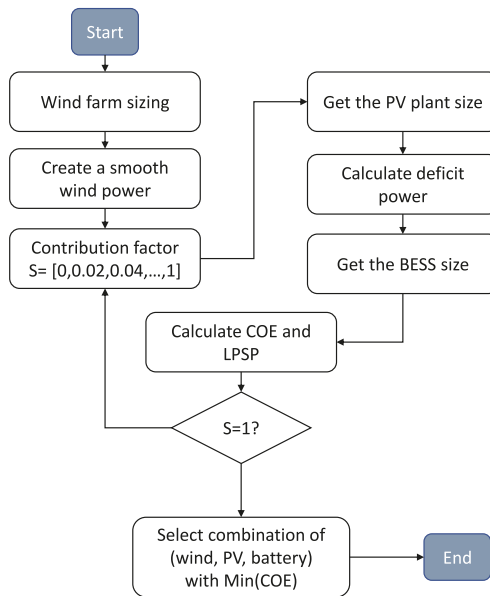 Start
Wind farm sizing
Create a smooth
wind power
Contribution factor
S= [0,0.02,0.04,...,1]
Get the PV plant size
Calculate deficit
power
Get the BESS size
Calculate COE and
LPSP
S=1?
Select combination of
(wind, PV, battery)
with Min(COE)
End